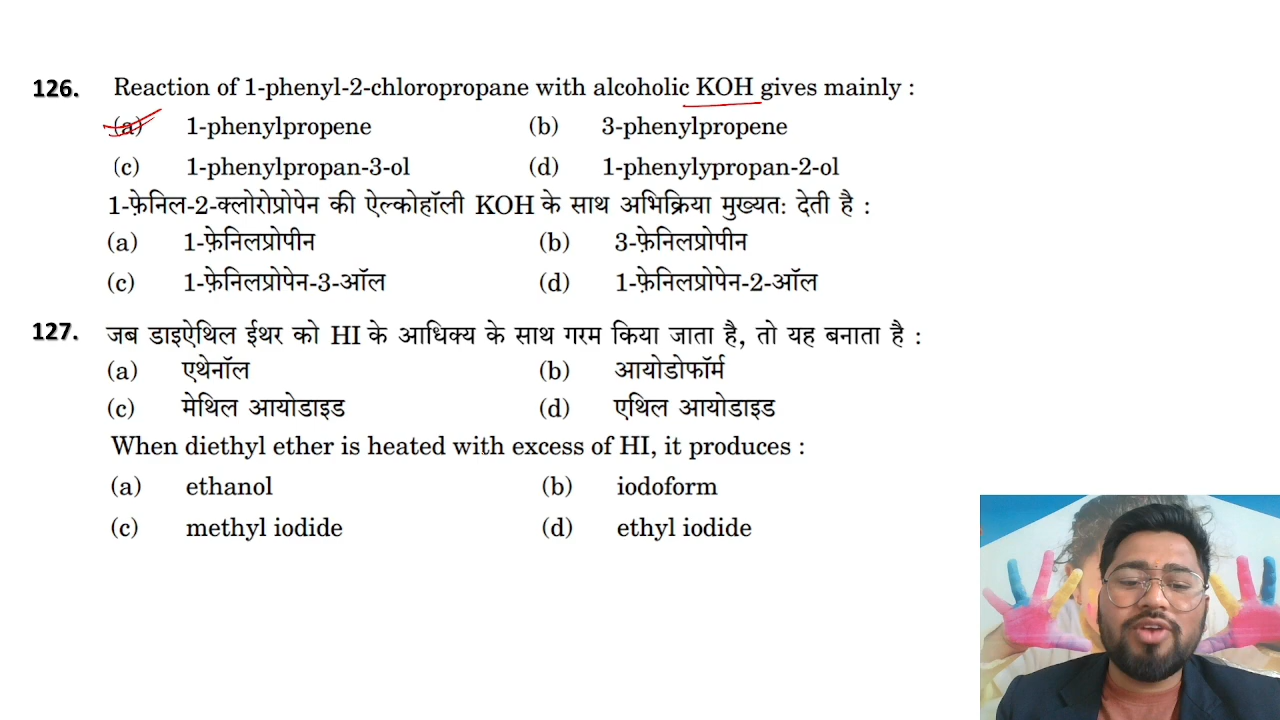 126. Reaction of 1-phenyl-2-chloropropane with alcoholic KOH gives mainly :
(a) 1-phenylpropene (b) 3-phenylpropene
(c) 1-phenylpropan-3-ol (d) 1-phenylypropan-2-ol
1-फ़ेनिल-2-क्लोरोप्रोपेन की ऐल्कोहॉली KOH के साथ अभिक्रिया मुख्यतः देती है :
(a) 1-फ़ेनिलप्रोपीन (b) 3-फ़ेनिलप्रोपीन
(c) 1-फ़ेनिलप्रोपेन-3-ऑल (d) 1-फ़ेनिलप्रोपेन-2-ऑल
127. जब डाइऐथिल ईथर को HI के आधिक्य के साथ गरम किया जाता है, तो यह बनाता है :
(a) एथेनॉल (b) आयोडोफॉर्म
(c) मेथिल आयोडाइड (d) एथिल आयोडाइड
When diethyl ether is heated with excess of HI, it produces :
(a) ethanol (b) iodoform
(c) methyl iodide (d) ethyl iodide